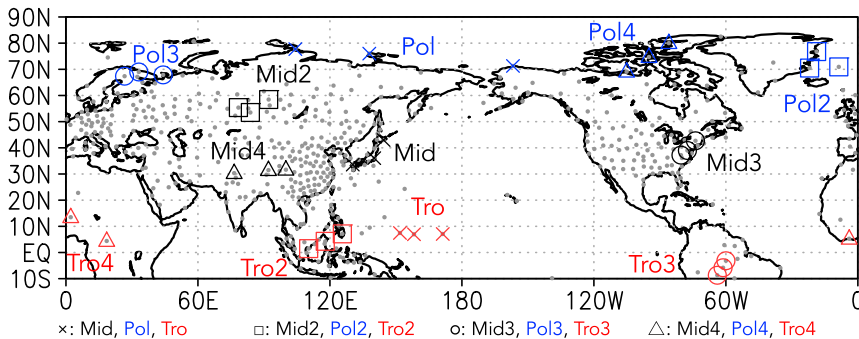 90N
80N
70N
60N
50N
40N
30N
20N
10N
EQ
10S
Pol3
Pol
Pol4
Pol2
Mid2
Mid4
Mid
Mid3
Tro
Tro4
Tro2
Tro3
0 60E 120E 180 120W 60W 0
×: Mid, Pol, Tro □: Mid2, Pol2, Tro2 ○: Mid3, Pol3, Tro3 △: Mid4, Pol4, Tro4